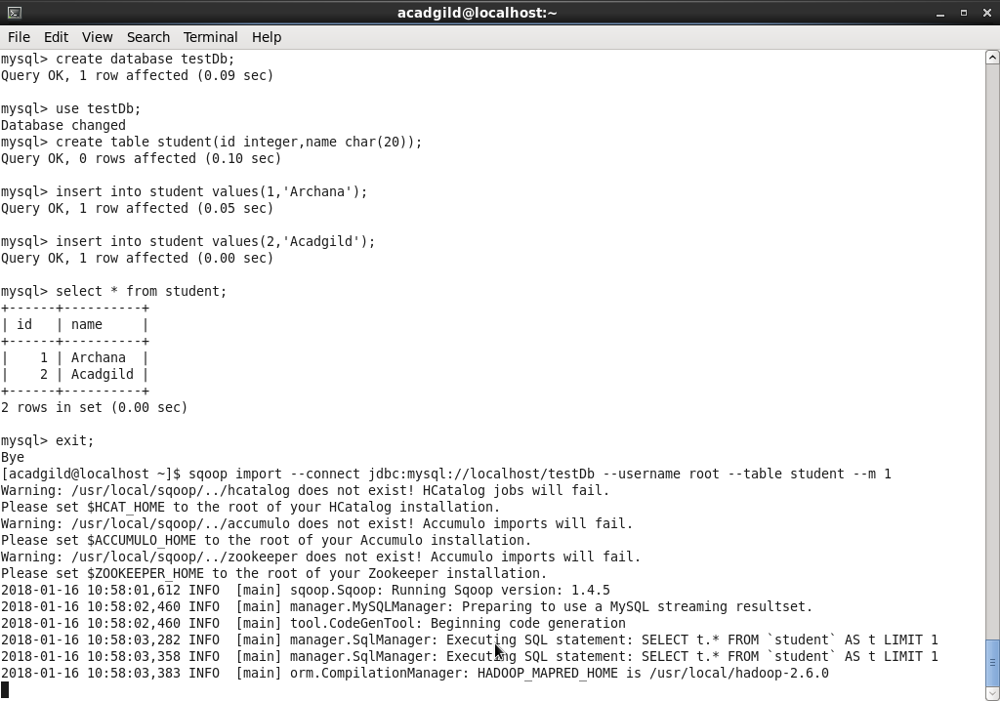 acadgild@localhost:~
File Edit View Search Terminal Help
mysql> create database testDb;
Query OK, 1 row affected (0.09 sec)

mysql> use testDb;
Database changed
mysql> create table student(id integer,name char(20));
Query OK, 0 rows affected (0.10 sec)

mysql> insert into student values(1,'Archana');
Query OK, 1 row affected (0.05 sec)

mysql> insert into student values(2,'Acadgild');
Query OK, 1 row affected (0.00 sec)

mysql> select * from student;
+------+----------+
| id   | name     |
+------+----------+
|    1 | Archana  |
|    2 | Acadgild |
+------+----------+
2 rows in set (0.00 sec)

mysql> exit;
Bye
[acadgild@localhost ~]$ sqoop import --connect jdbc:mysql://localhost/testDb --username root --table student --m 1
Warning: /usr/local/sqoop/../hcatalog does not exist! HCatalog jobs will fail.
Please set $HCAT_HOME to the root of your HCatalog installation.
Warning: /usr/local/sqoop/../accumulo does not exist! Accumulo imports will fail.
Please set $ACCUMULO_HOME to the root of your Accumulo installation.
Warning: /usr/local/sqoop/../zookeeper does not exist! Accumulo imports will fail.
Please set $ZOOKEEPER_HOME to the root of your Zookeeper installation.
2018-01-16 10:58:01,612 INFO  [main] sqoop.Sqoop: Running Sqoop version: 1.4.5
2018-01-16 10:58:02,460 INFO  [main] manager.MySQLManager: Preparing to use a MySQL streaming resultset.
2018-01-16 10:58:02,460 INFO  [main] tool.CodeGenTool: Beginning code generation
2018-01-16 10:58:03,282 INFO  [main] manager.SqlManager: Executing SQL statement: SELECT t.* FROM `student` AS t LIMIT 1
2018-01-16 10:58:03,358 INFO  [main] manager.SqlManager: Executing SQL statement: SELECT t.* FROM `student` AS t LIMIT 1
2018-01-16 10:58:03,383 INFO  [main] orm.CompilationManager: HADOOP_MAPRED_HOME is /usr/local/hadoop-2.6.0